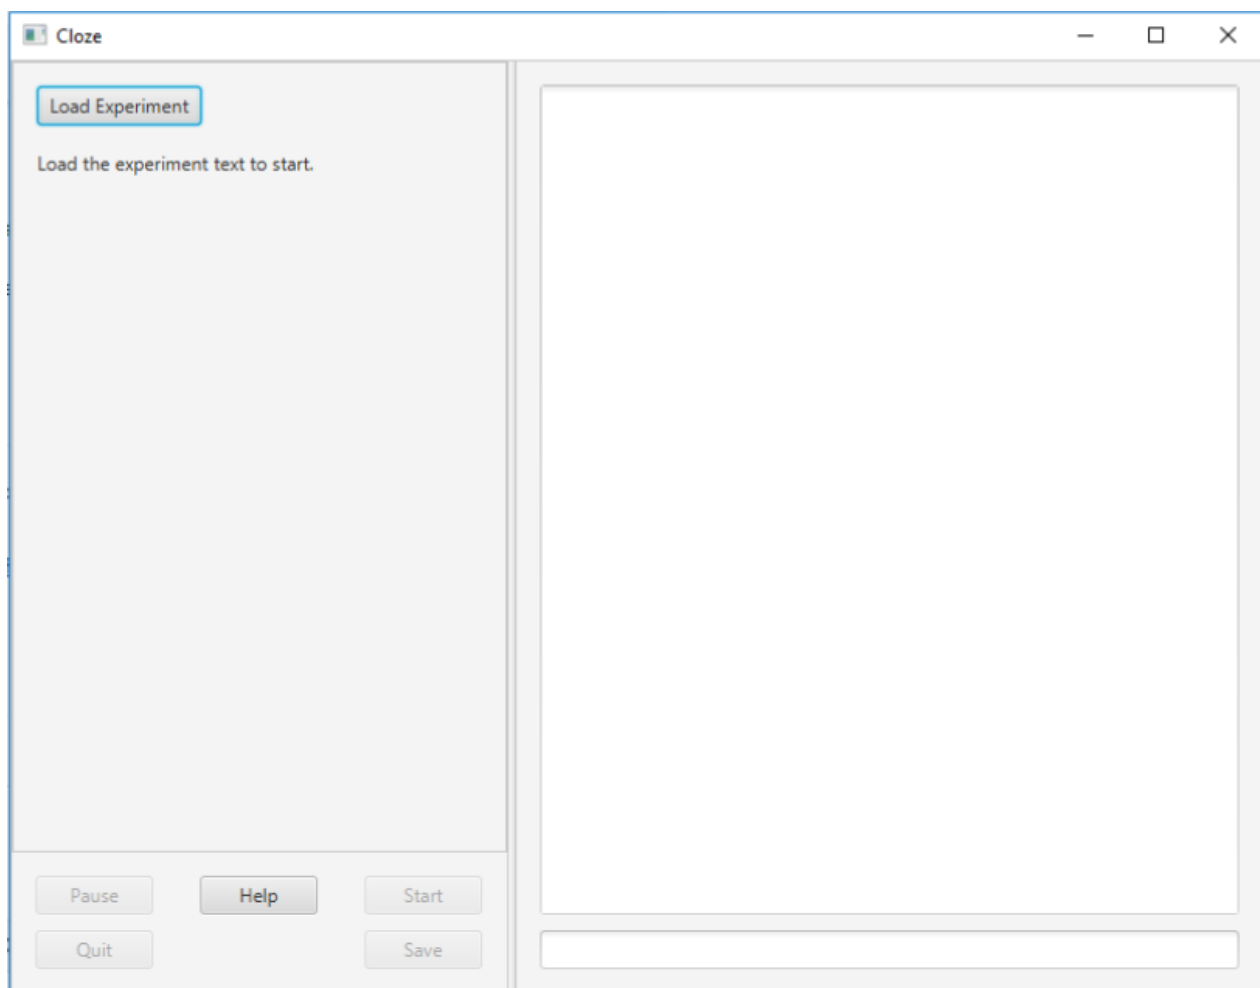 Cloze
Load Experiment
Load the experiment text to start.
Pause
Help
Start
Quit
Save